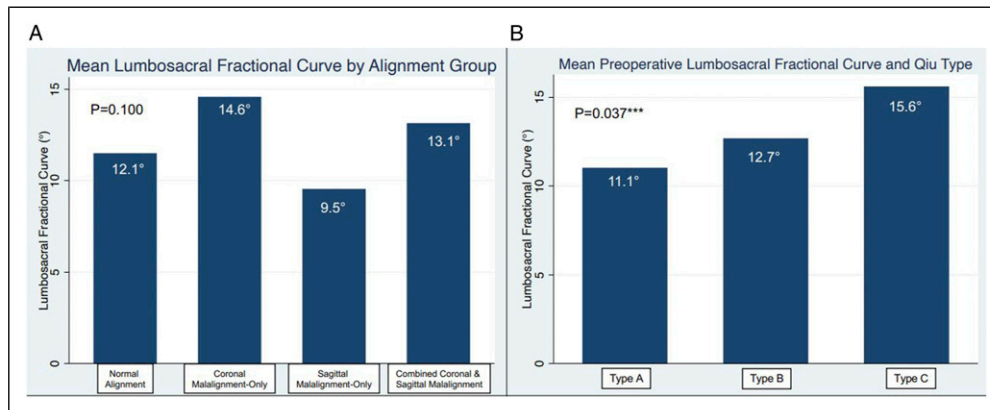 A
Mean Lumbosacral Fractional Curve by Alignment Group
Lumbosacral Fractional Curve (°)
15
10
5
0
P=0.100
12.1°
14.6°
9.5°
13.1°
Normal
Alignment
Coronal
Malalignment-Only
Sagittal
Malalignment-Only
Combined Coronal &
Sagittal Malalignment
B
Mean Preoperative Lumbosacral Fractional Curve and Qiu Type
Lumbosacral Fractional Curve (°)
15
10
5
0
P=0.037***
11.1°
12.7°
15.6°
Type A
Type B
Type C